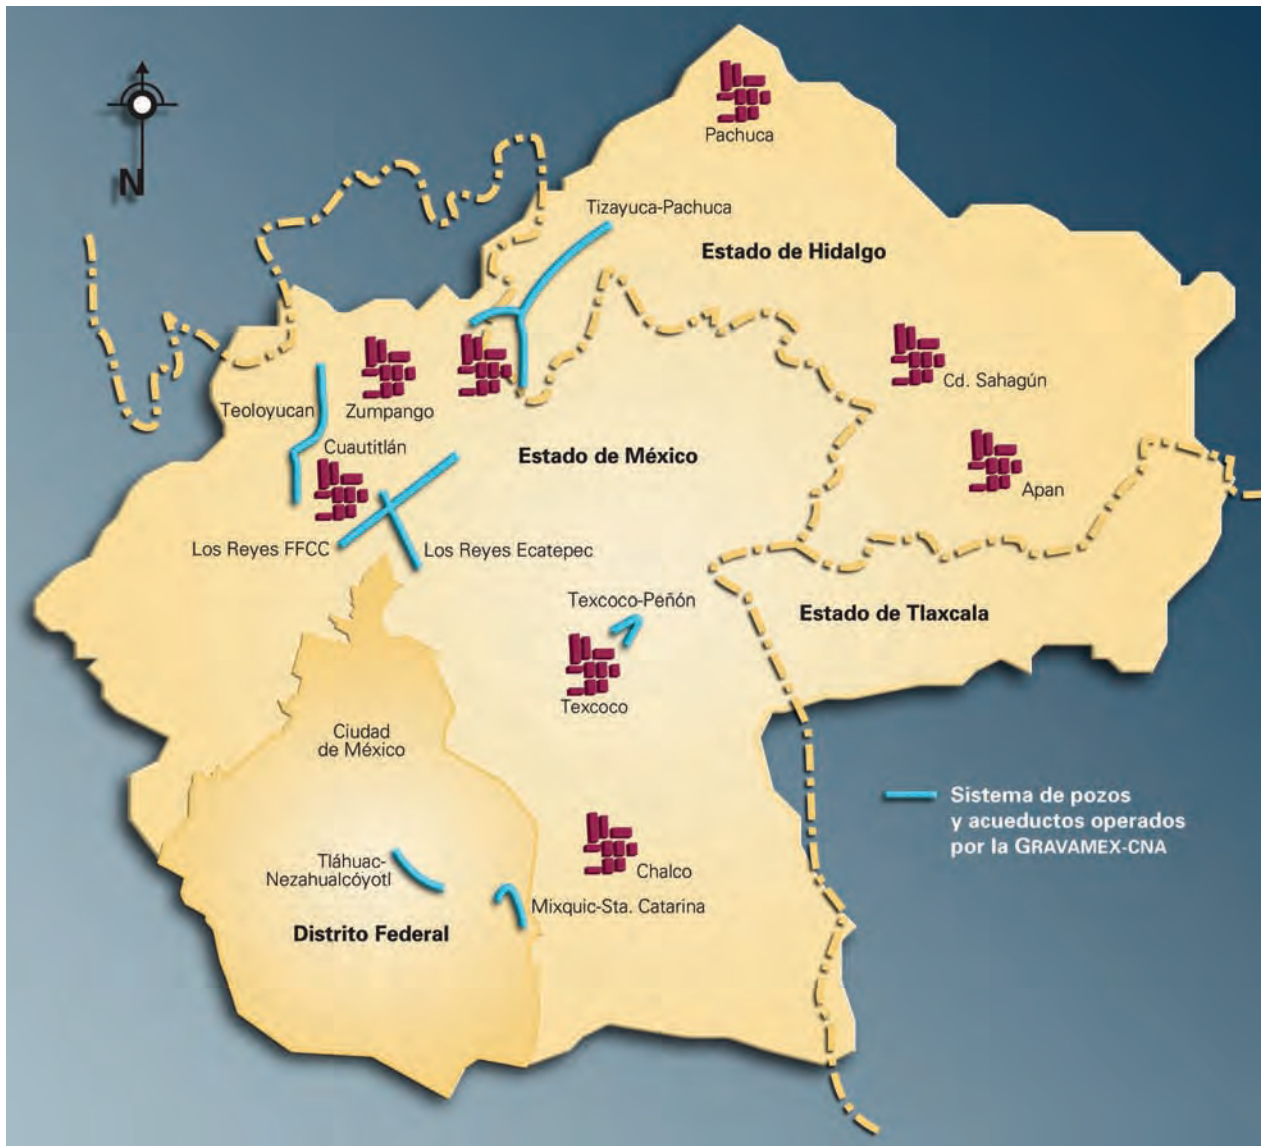 Pachuca
N
Tizayuca-Pachuca
Estado de Hidalgo
Cd. Sahagún
Teoloyucan
Zumpango
Cuautitlán
Estado de México
Apan
Los Reyes FFCC
Los Reyes Ecatepec
Texcoco-Peñón
Estado de Tlaxcala
Texcoco
Ciudad
de México
Sistema de pozos
y acueductos operados
por la GRAVAMEX-CNA
Tláhuac-
Nezahualcóyotl
Chalco
Mixquic-Sta. Catarina
Distrito Federal